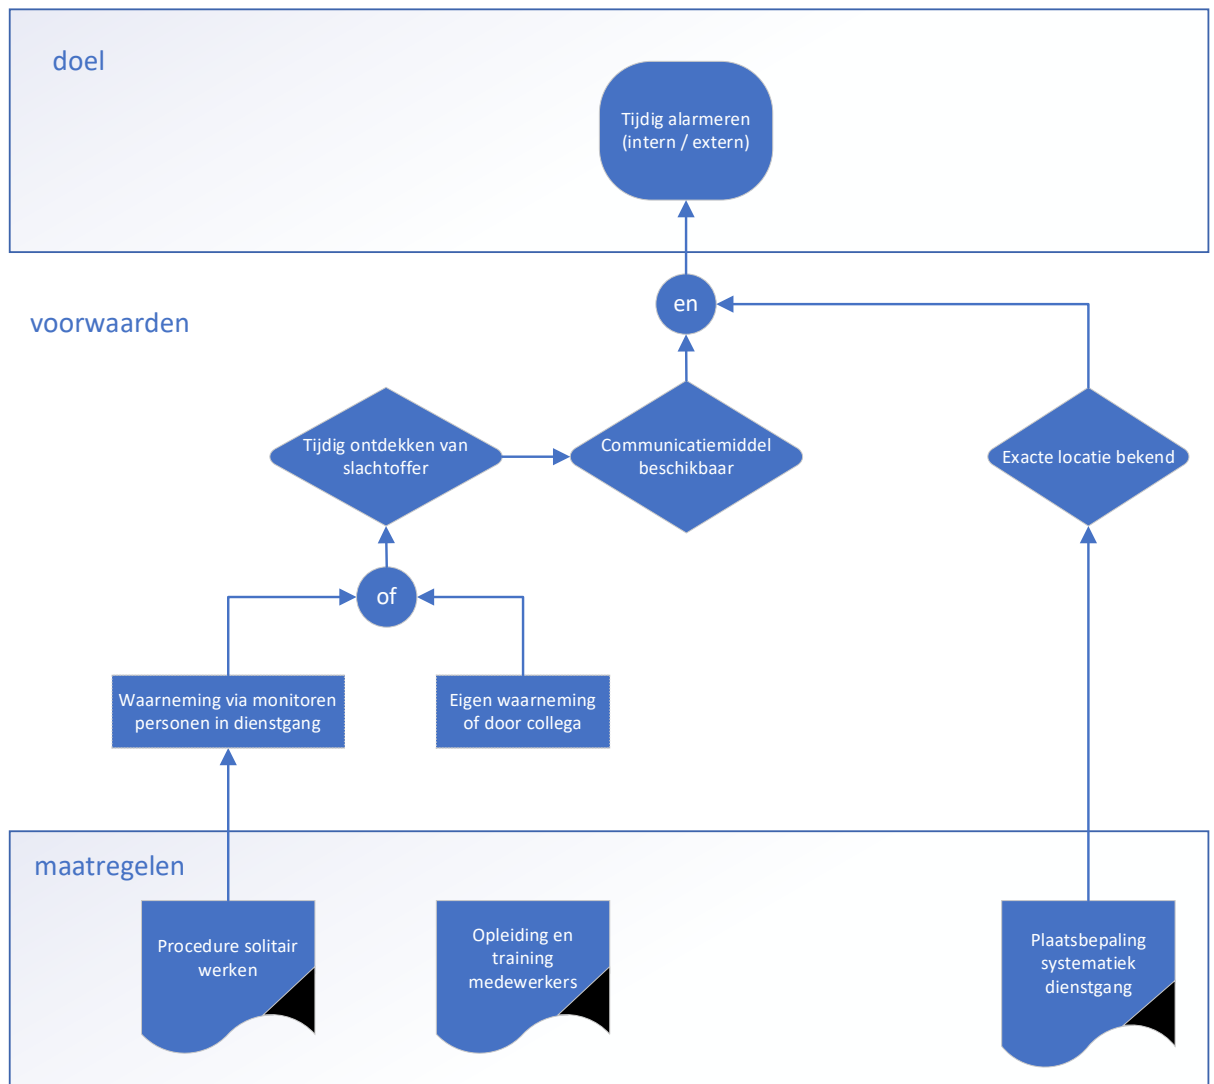 doel
Tijdig alarmeren
(intern / extern)
en
voorwaarden
Tijdig ontdekken van
slachtoffer
Communicatiemiddel
beschikbaar
Exacte locatie bekend
of
Waarneming via monitoren
personen in dienstgang
Eigen waarneming
of door collega
maatregelen
Procedure solitair
werken
Opleiding en
training
medewerkers
Plaatsbepaling
systematiek
dienstgang